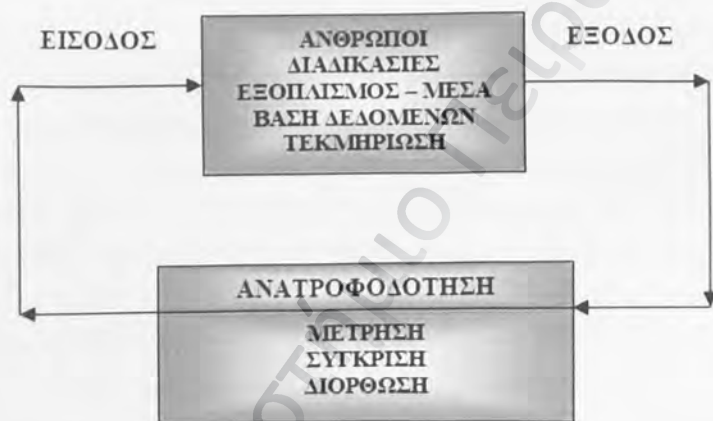 ΕΙΣΟΔΟΣ
ΑΝΘΡΩΠΟΙ
ΔΙΑΔΙΚΑΣΙΕΣ
ΕΞΟΠΛΙΣΜΟΣ – ΜΕΣΑ
ΒΑΣΗ ΔΕΔΟΜΕΝΩΝ
ΤΕΚΜΗΡΙΩΣΗ
ΕΞΟΔΟΣ
ΑΝΑΤΡΟΦΟΔΟΤΗΣΗ
ΜΕΤΡΗΣΗ
ΣΥΓΚΡΙΣΗ
ΔΙΟΡΘΩΣΗ